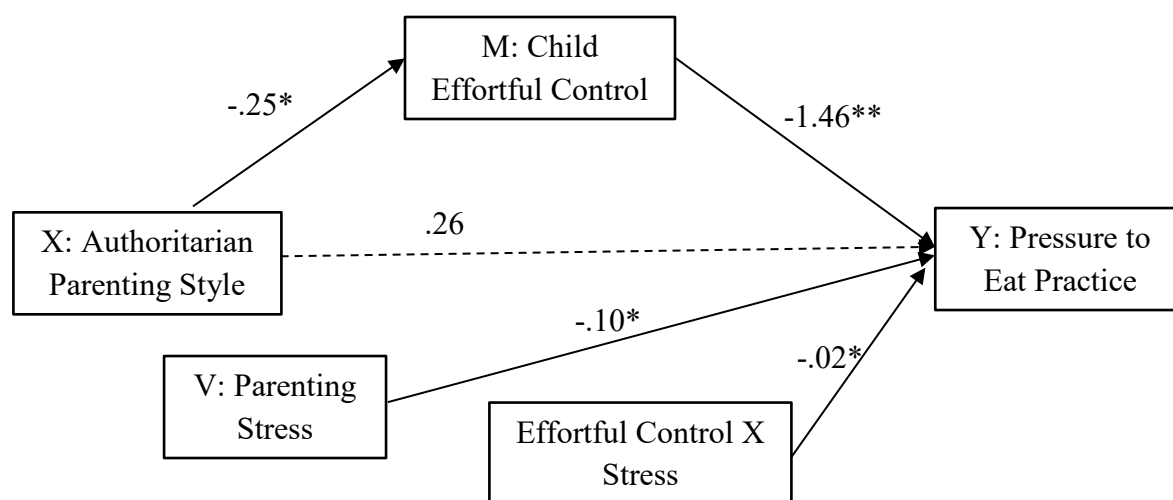 M: Child
Effortful Control
-.25*
-1.46**
X: Authoritarian
Parenting Style
.26
Y: Pressure to
Eat Practice
-.10*
-.02*
V: Parenting
Stress
Effortful Control X
Stress